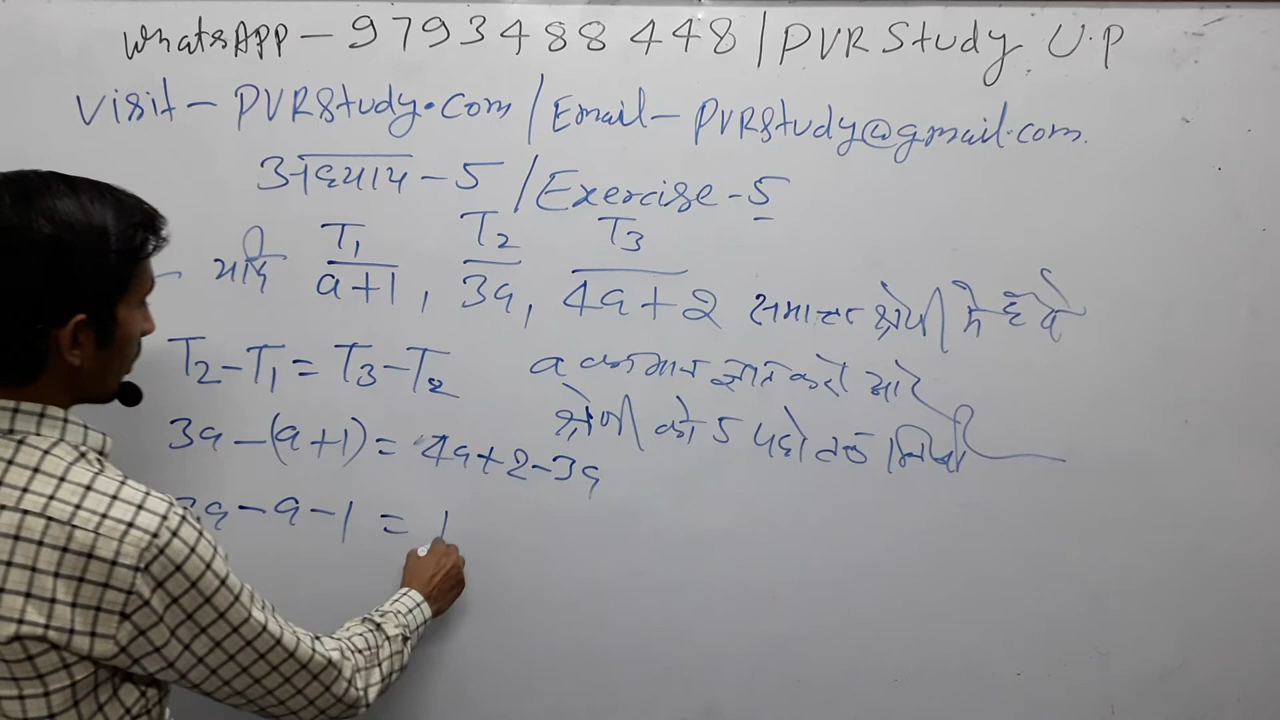 WhatsAPP - 9793488448 | PVR Study U.P
Visit - PVRStudy.com / Email - PVRStudy@gmail.com.
अध्याय - 5 / Exercise - 5
T₁ T₂ T₃
यदि a+1, 3a, 4a+2 समान्तर श्रेणी में है तो
T₂-T₁ = T₃-T₂ a का मान ज्ञात करो और
3a-(a+1) = 4a+2-3a श्रेणी को 5 पदो तक लिखो
3a-a-1 =